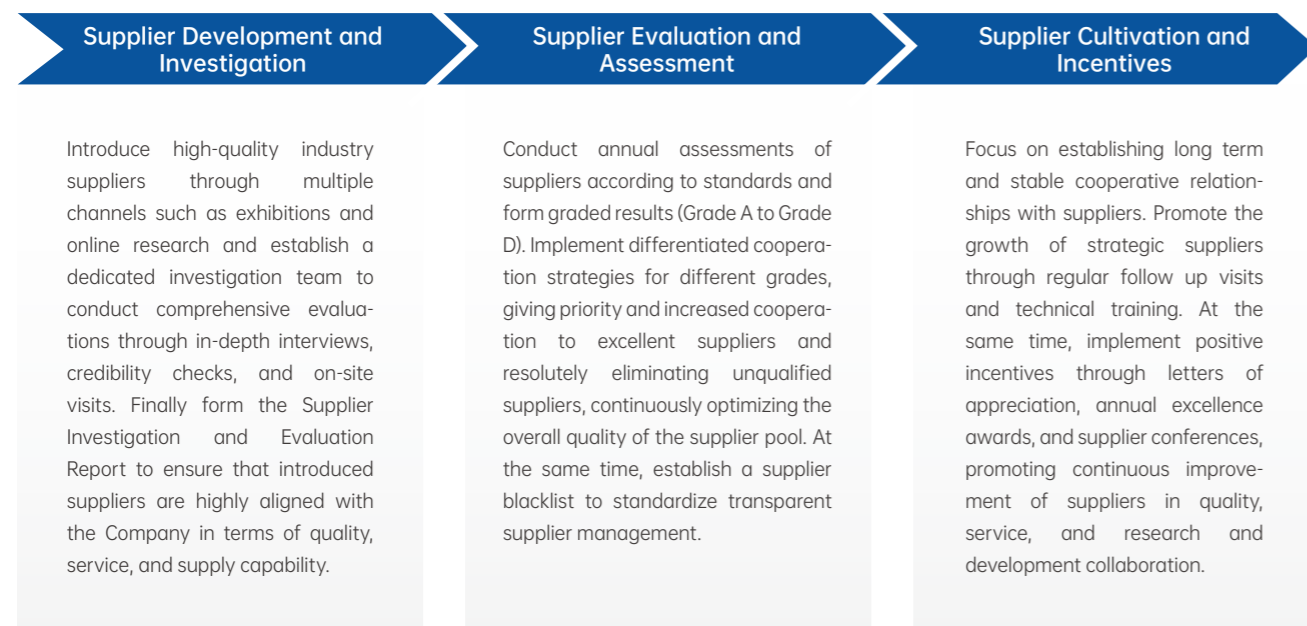 Supplier Development and
Investigation
Introduce high-quality industry
suppliers through multiple
channels such as exhibitions and
online research and establish a
dedicated investigation team to
conduct comprehensive evalua-
tions through in-depth interviews,
credibility checks, and on-site
visits. Finally form the Supplier
Investigation and Evaluation
Report to ensure that introduced
suppliers are highly aligned with
the Company in terms of quality,
service, and supply capability.
Supplier Evaluation and
Assessment
Conduct annual assessments of
suppliers according to standards and
form graded results (Grade A to Grade
D). Implement differentiated coopera-
tion strategies for different grades,
giving priority and increased coopera-
tion to excellent suppliers and
resolutely eliminating unqualified
suppliers, continuously optimizing the
overall quality of the supplier pool. At
the same time, establish a supplier
blacklist to standardize transparent
supplier management.
Supplier Cultivation and
Incentives
Focus on establishing long term
and stable cooperative relation-
ships with suppliers. Promote the
growth of strategic suppliers
through regular follow up visits
and technical training. At the
same time, implement positive
incentives through letters of
appreciation, annual excellence
awards, and supplier conferences,
promoting continuous improve-
ment of suppliers in quality,
service, and research and
development collaboration.